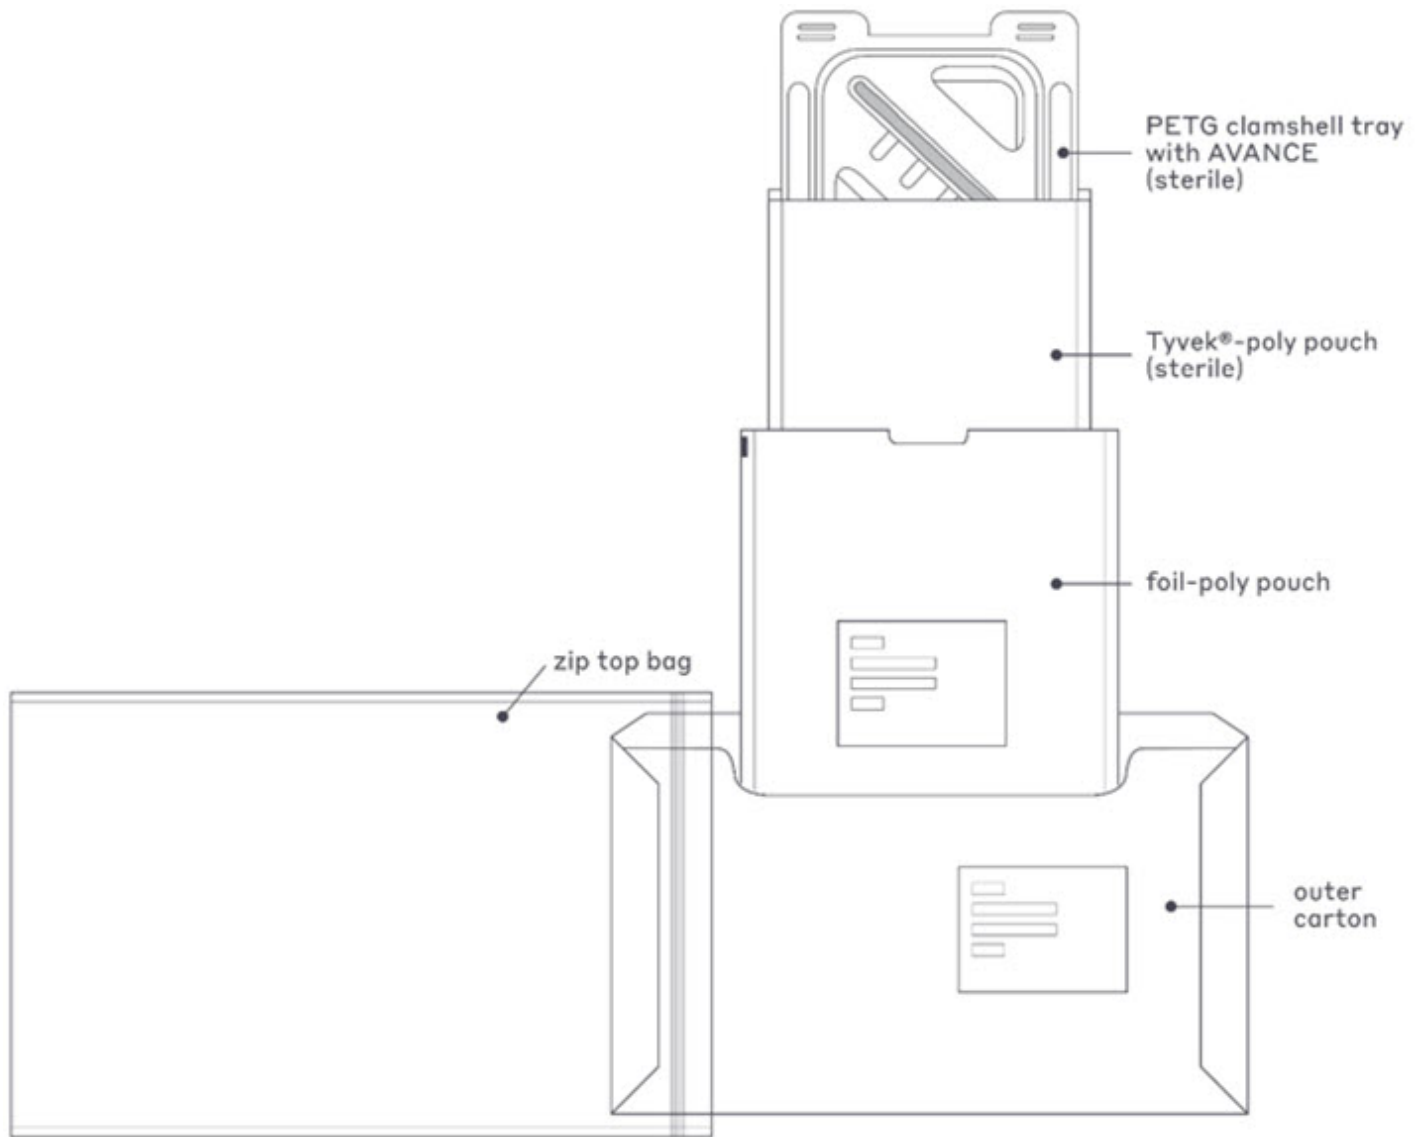 PETG clamshell tray
with AVANCE
(sterile)
Tyvek®-poly pouch
(sterile)
foil-poly pouch
zip top bag
outer
carton